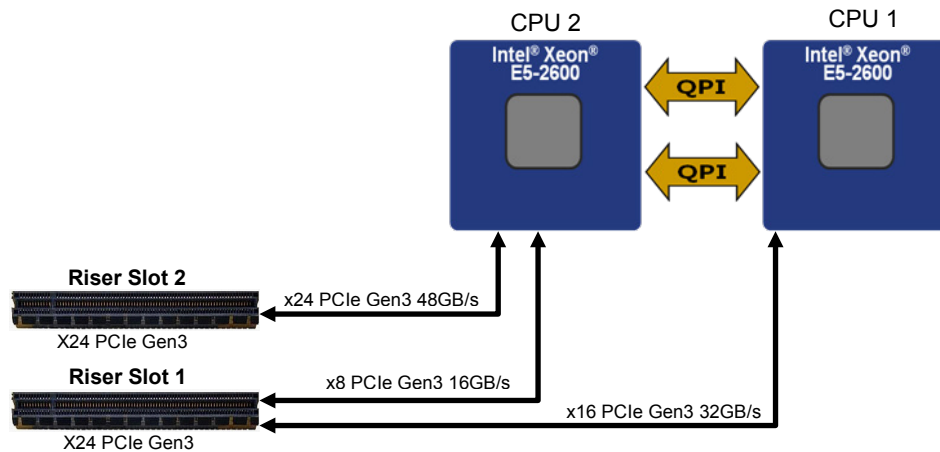 CPU 2
CPU 1
Intel® Xeon®
E5-2600
Intel® Xeon®
E5-2600
QPI
QPI
Riser Slot 2
x24 PCIe Gen3 48GB/s
X24 PCIe Gen3
Riser Slot 1
x8 PCIe Gen3 16GB/s
x16 PCIe Gen3 32GB/s
X24 PCIe Gen3